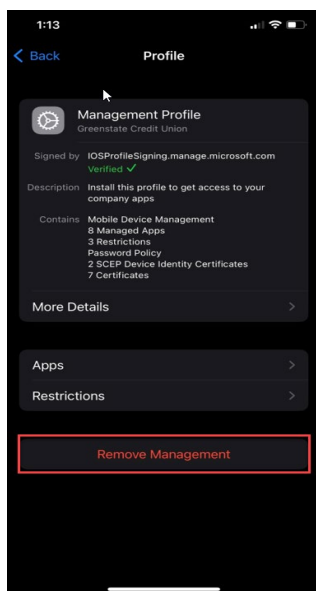 1:13
Back
Profile
Management Profile
Greenstate Credit Union
Signed by IOSProfileSigning.manage.microsoft.com
Verified ✓
Description Install this profile to get access to your
company apps
Contains Mobile Device Management
8 Managed Apps
3 Restrictions
Password Policy
2 SCEP Device Identity Certificates
7 Certificates
More Details
Apps
Restrictions
Remove Management